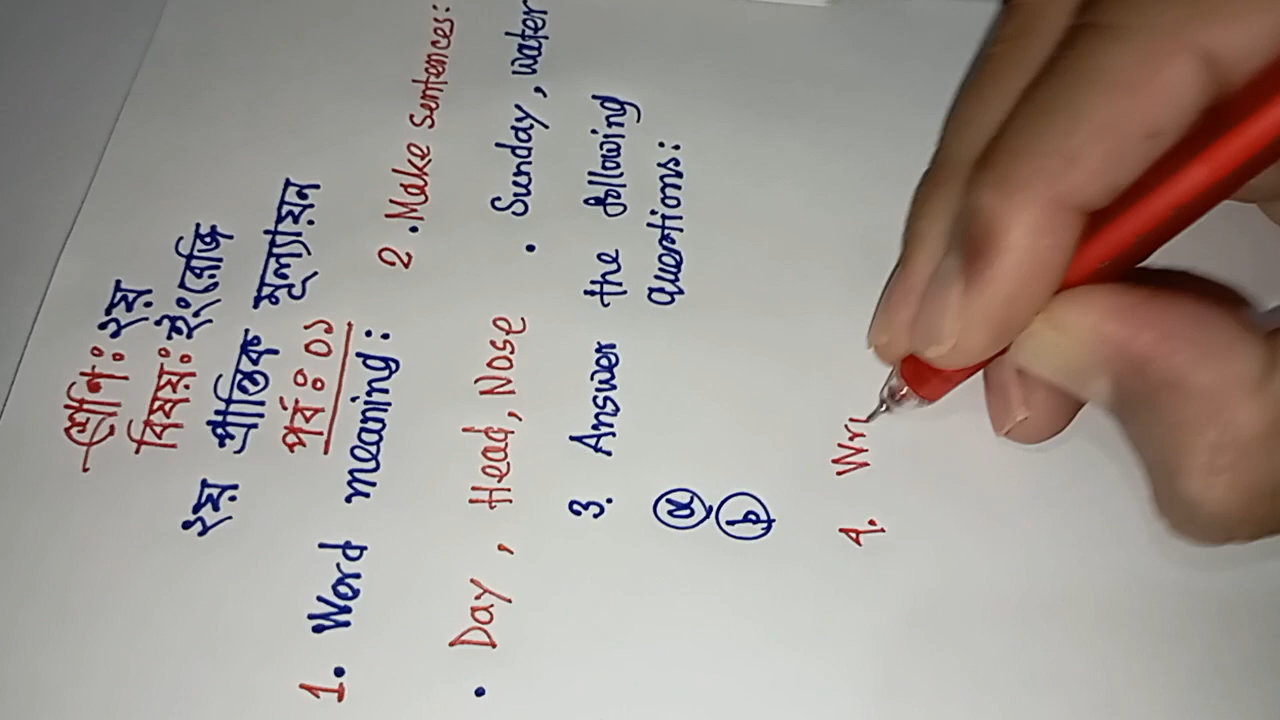 শ্রেণি : ২য়
বিষয় : ইংরেজি
২য় প্রান্তিক মূল্যায়ন
পর্ব : ০১
1. Word meaning :
2. Make sentences :
• Day , Head, Nose
• Sunday , water
3. Answer the following
questions :
a
b
4. Wri